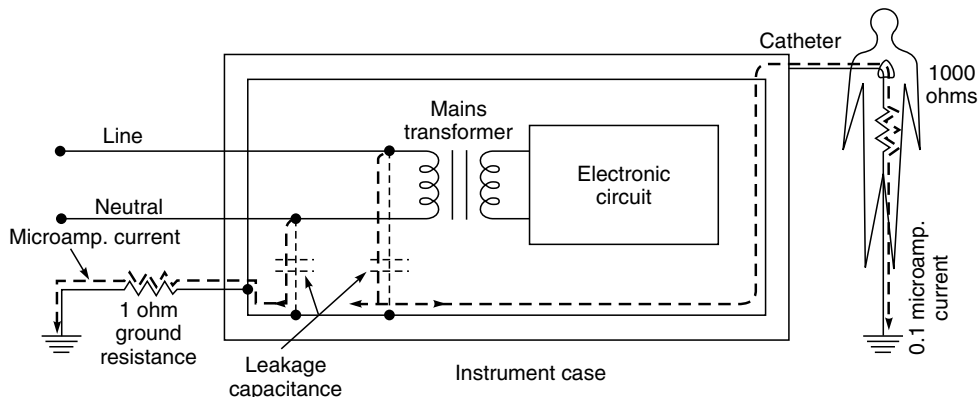 Catheter
1000
ohms
Mains
transformer
Line
Electronic
circuit
Neutral
Microamp. current
1 ohm
ground
resistance
Leakage
capacitance
Instrument case
0.1 microamp.
current